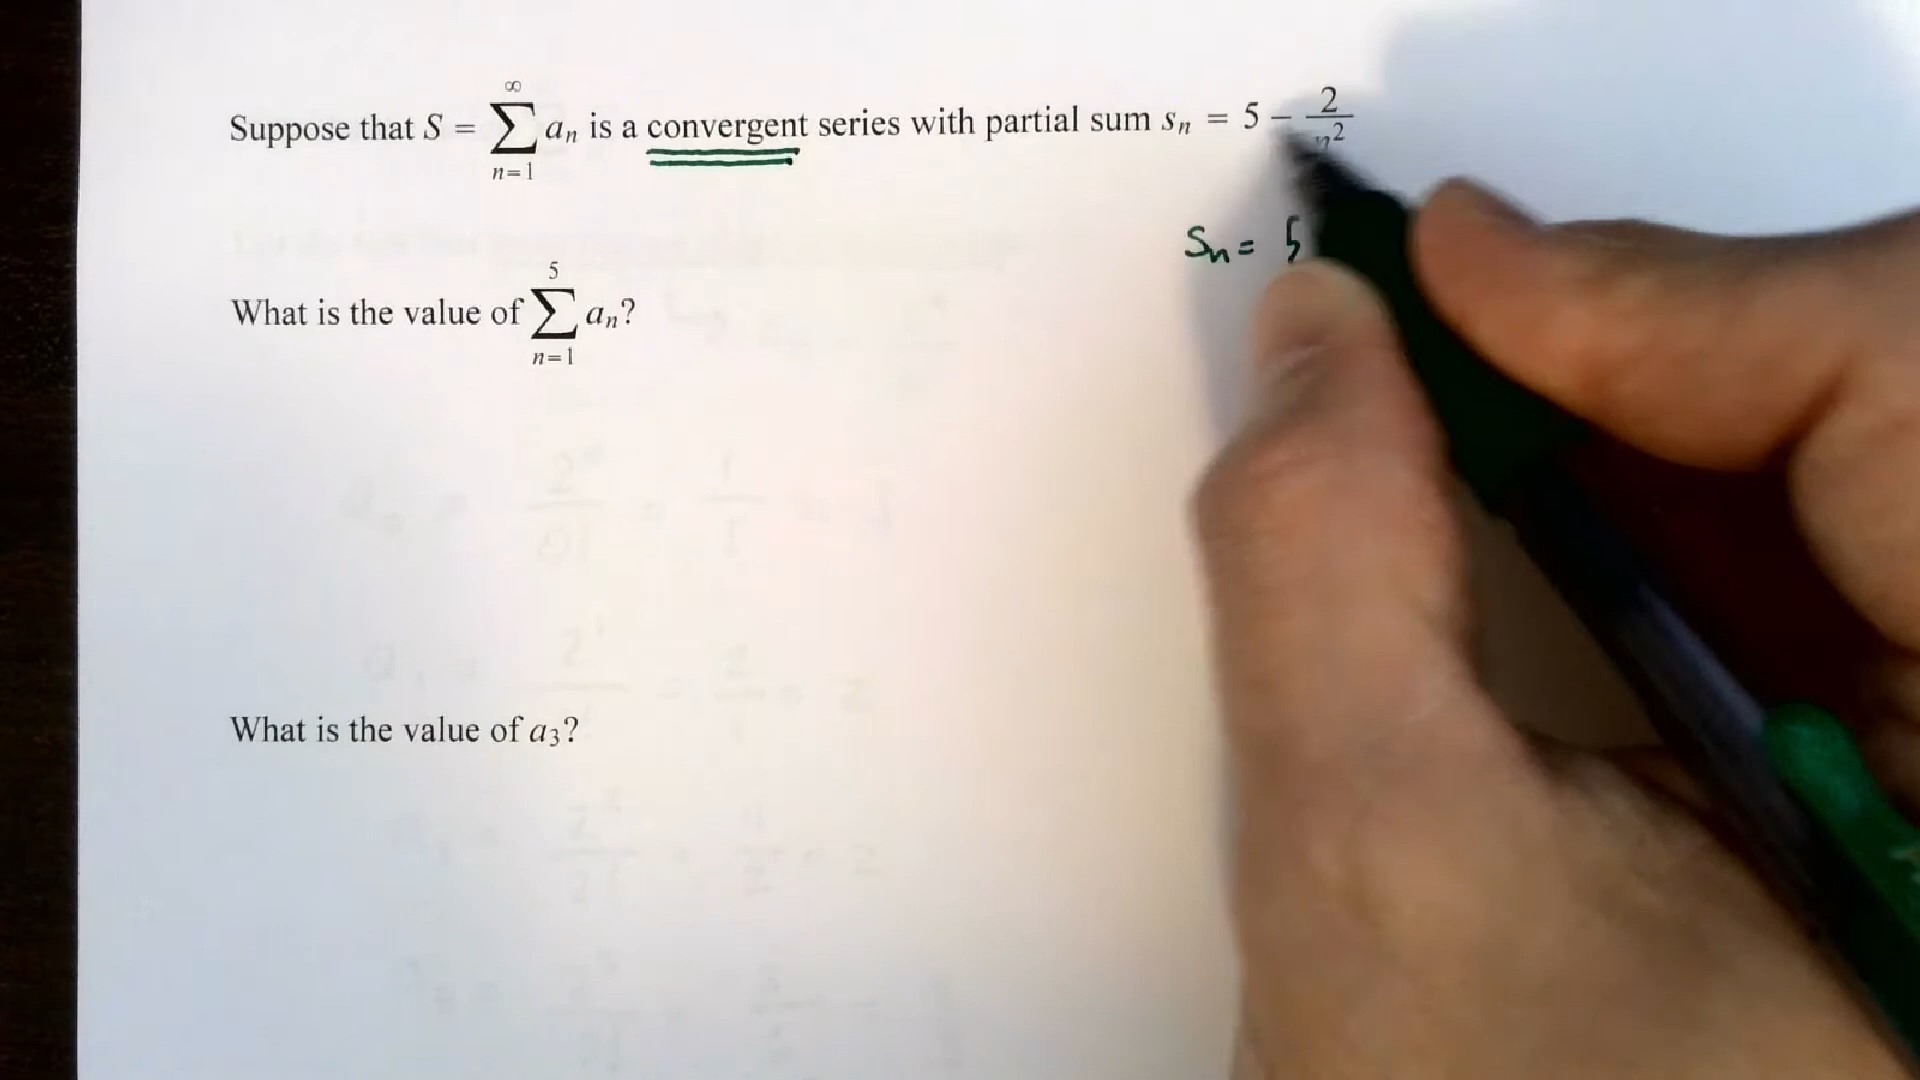 Suppose that S = ∑_{n=1}^{∞} a_n is a convergent series with partial sum s_n = 5 − 2/n²
S_n = 5
What is the value of ∑_{n=1}^{5} a_n?
What is the value of a_3?